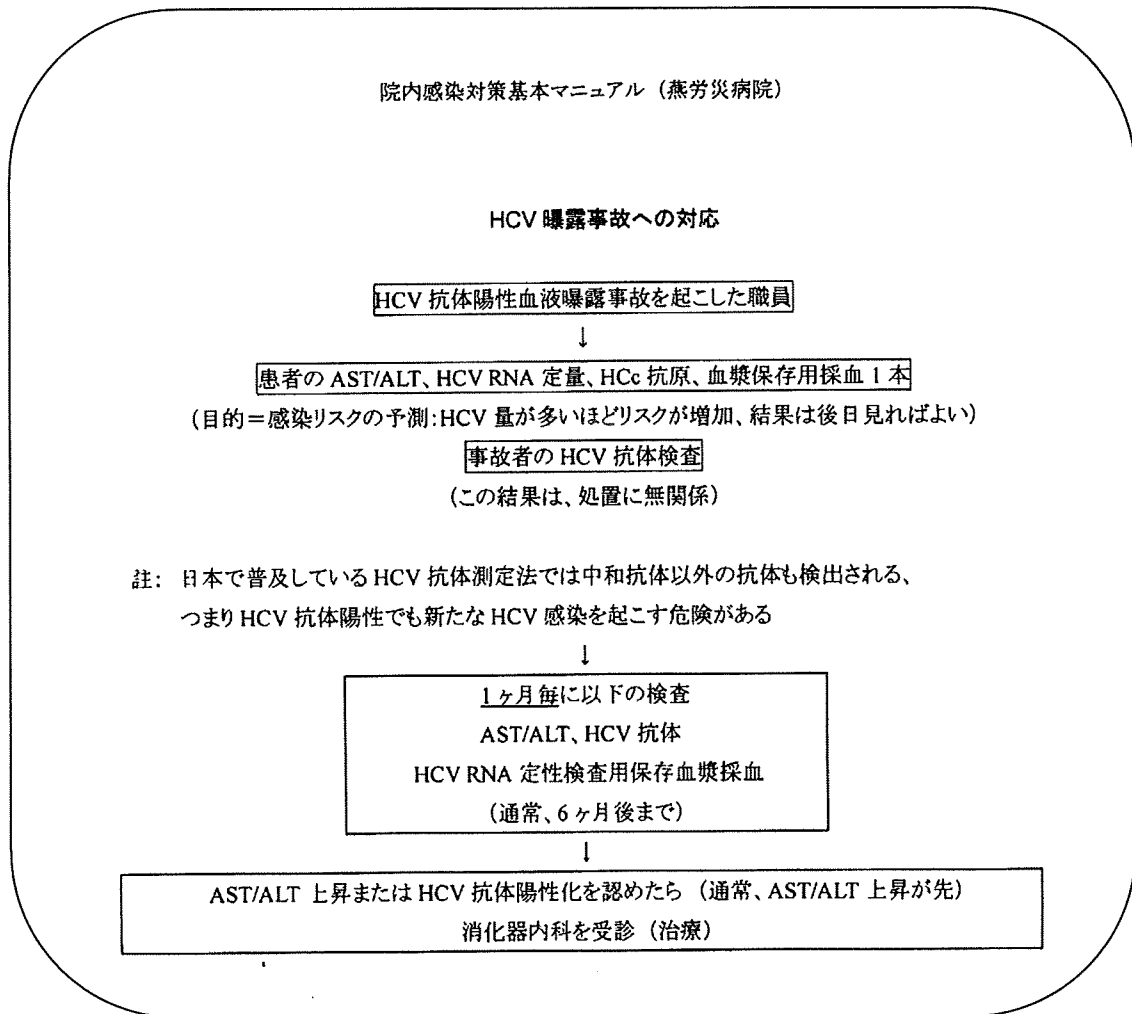 院内感染対策基本マニュアル（燕労災病院）
HCV 曝露事故への対応
HCV 抗体陽性血液曝露事故を起こした職員
↓
患者の AST/ALT、HCV RNA 定量、HCc 抗原、血漿保存用採血 1 本
（目的＝感染リスクの予測：HCV 量が多いほどリスクが増加、結果は後日見ればよい）
事故者の HCV 抗体検査
（この結果は、処置に無関係）
註： 日本で普及している HCV 抗体測定法では中和抗体以外の抗体も検出される、
つまり HCV 抗体陽性でも新たな HCV 感染を起こす危険がある
↓
1 ヶ月毎に以下の検査
AST/ALT、HCV 抗体
HCV RNA 定性検査用保存血漿採血
（通常、6 ヶ月後まで）
↓
AST/ALT 上昇または HCV 抗体陽性化を認めたら（通常、AST/ALT 上昇が先）
消化器内科を受診（治療）